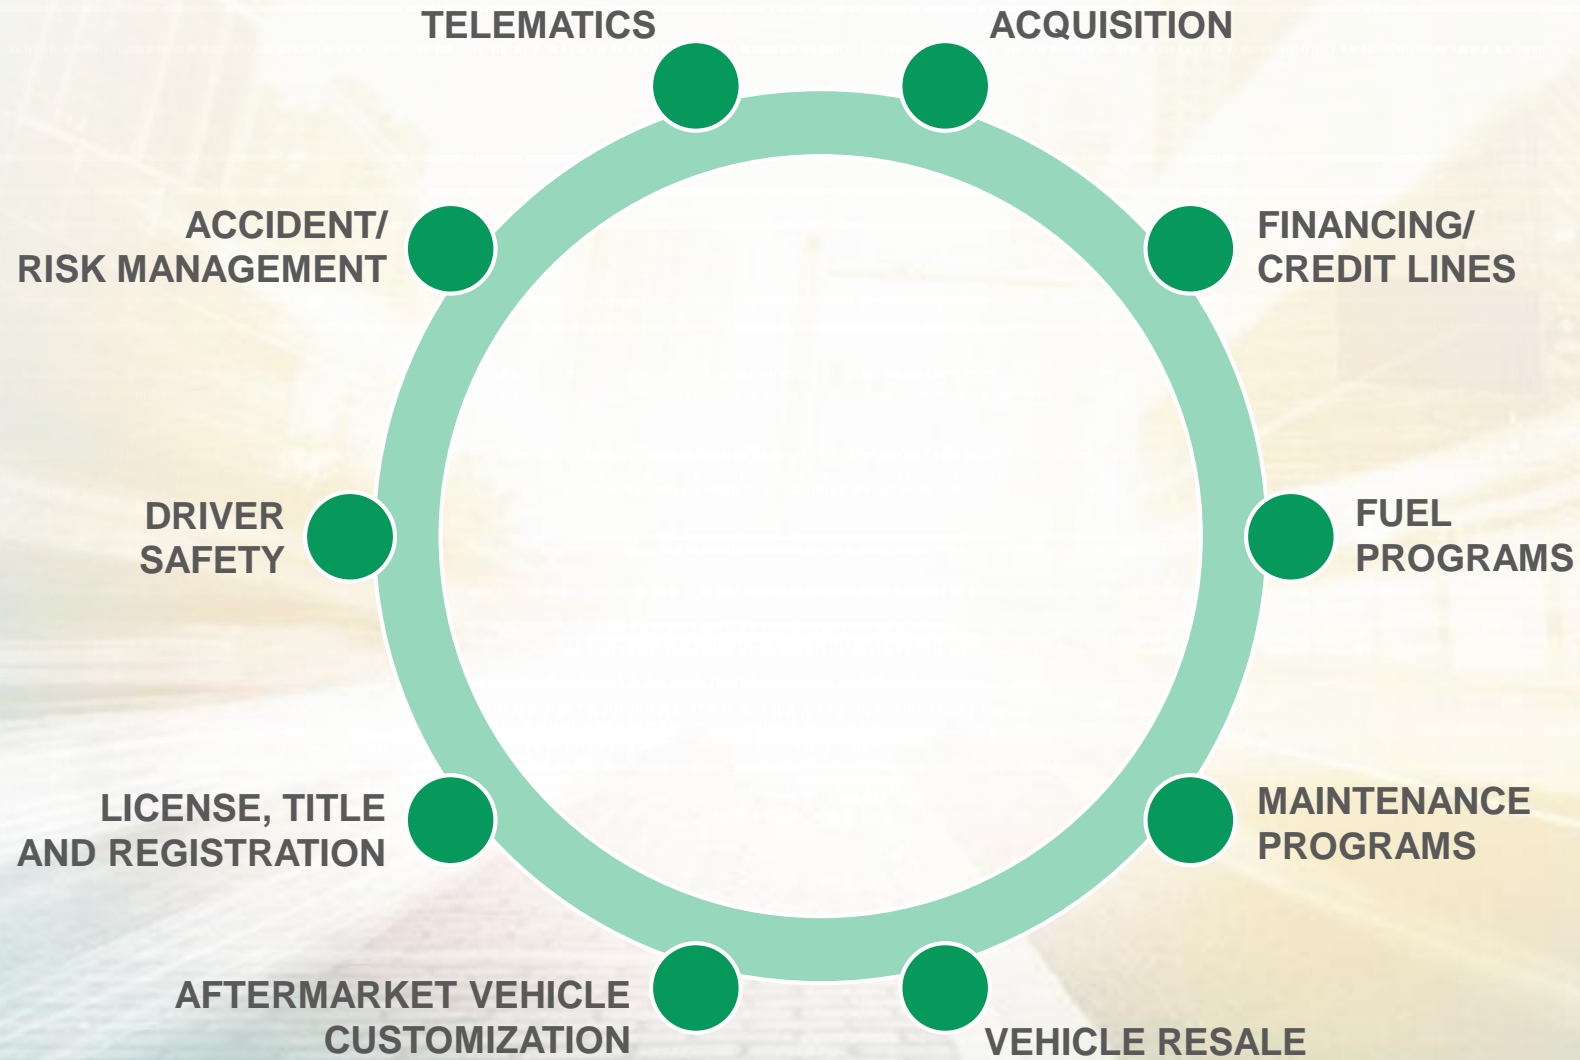 TELEMATICS
ACQUISITION
ACCIDENT/
RISK MANAGEMENT
FINANCING/
CREDIT LINES
DRIVER
SAFETY
FUEL
PROGRAMS
LICENSE, TITLE
AND REGISTRATION
MAINTENANCE
PROGRAMS
AFTERMARKET VEHICLE
CUSTOMIZATION
VEHICLE RESALE